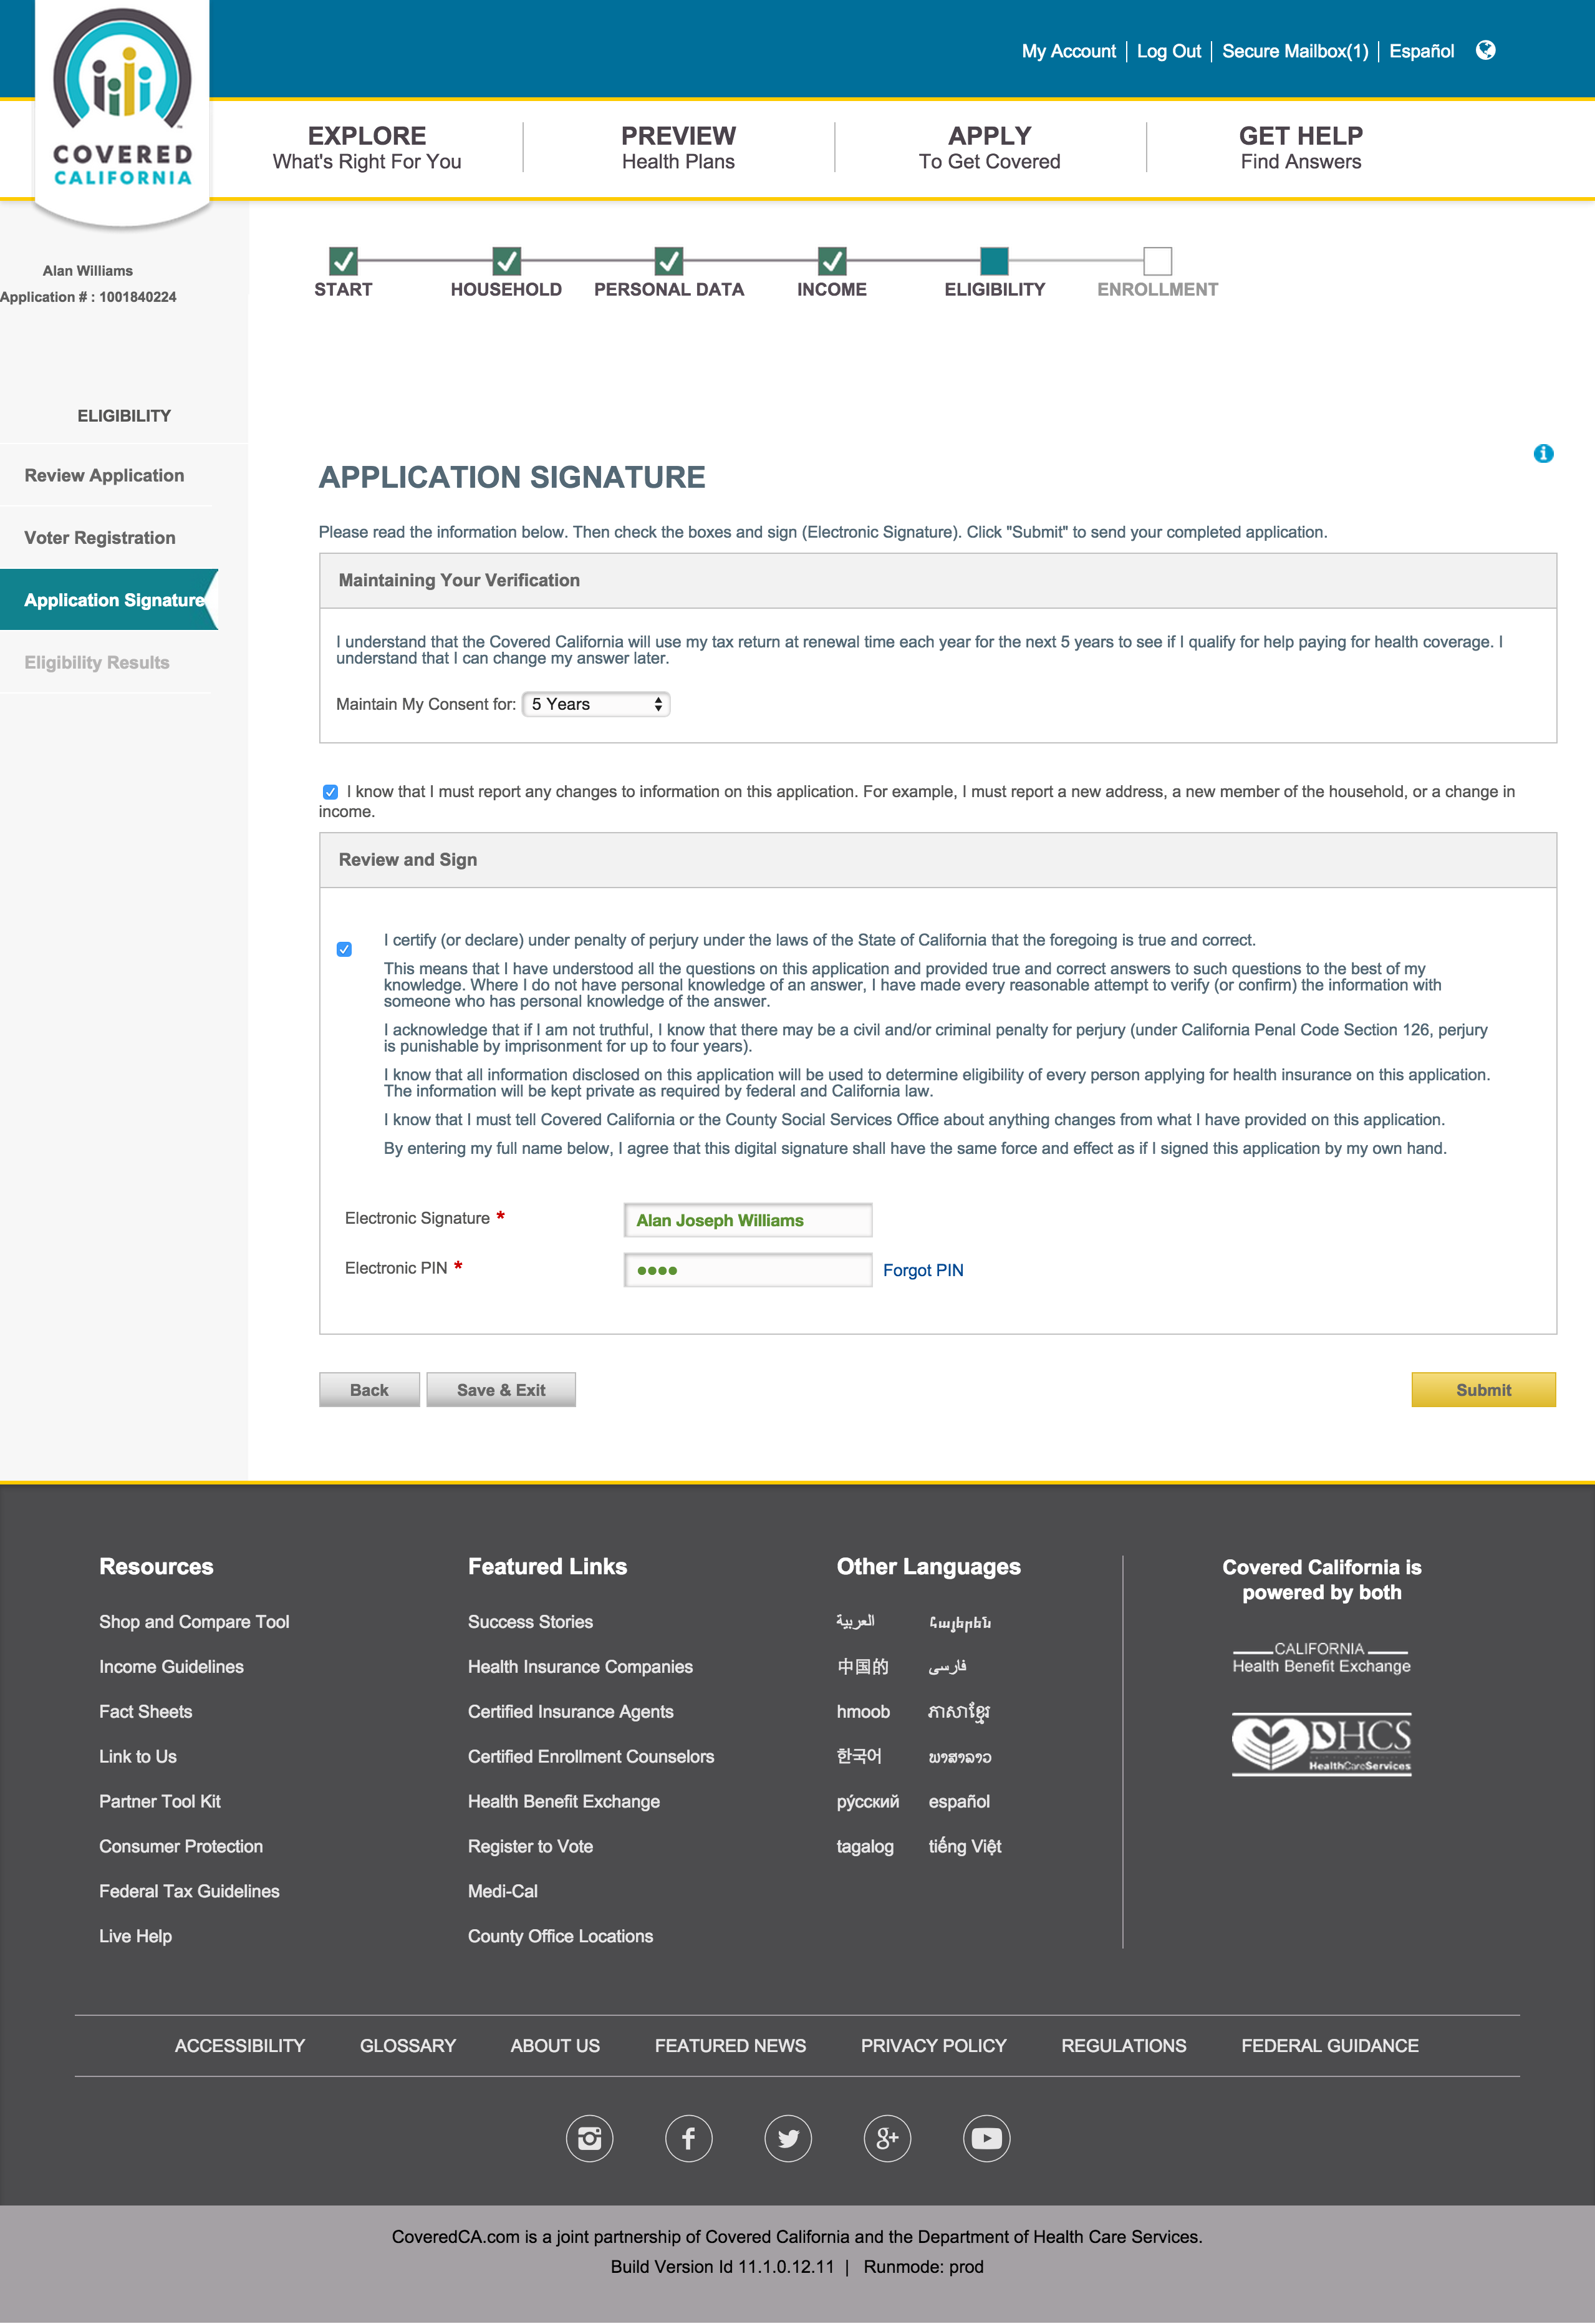 My Account | Log Out | Secure Mailbox(1) | Español
COVERED
CALIFORNIA
EXPLORE
What's Right For You
PREVIEW
Health Plans
APPLY
To Get Covered
GET HELP
Find Answers
Alan Williams
Application # : 1001840224
START
HOUSEHOLD
PERSONAL DATA
INCOME
ELIGIBILITY
ENROLLMENT
ELIGIBILITY
Review Application
Voter Registration
Application Signature
Eligibility Results
APPLICATION SIGNATURE
Please read the information below. Then check the boxes and sign (Electronic Signature). Click "Submit" to send your completed application.
Maintaining Your Verification
I understand that the Covered California will use my tax return at renewal time each year for the next 5 years to see if I qualify for help paying for health coverage. I
understand that I can change my answer later.
Maintain My Consent for: 5 Years
I know that I must report any changes to information on this application. For example, I must report a new address, a new member of the household, or a change in
income.
Review and Sign
I certify (or declare) under penalty of perjury under the laws of the State of California that the foregoing is true and correct.
This means that I have understood all the questions on this application and provided true and correct answers to such questions to the best of my
knowledge. Where I do not have personal knowledge of an answer, I have made every reasonable attempt to verify (or confirm) the information with
someone who has personal knowledge of the answer.
I acknowledge that if I am not truthful, I know that there may be a civil and/or criminal penalty for perjury (under California Penal Code Section 126, perjury
is punishable by imprisonment for up to four years).
I know that all information disclosed on this application will be used to determine eligibility of every person applying for health insurance on this application.
The information will be kept private as required by federal and California law.
I know that I must tell Covered California or the County Social Services Office about anything changes from what I have provided on this application.
By entering my full name below, I agree that this digital signature shall have the same force and effect as if I signed this application by my own hand.
Electronic Signature * Alan Joseph Williams
Electronic PIN * •••• Forgot PIN
Back
Save & Exit
Submit
Resources
Shop and Compare Tool
Income Guidelines
Fact Sheets
Link to Us
Partner Tool Kit
Consumer Protection
Federal Tax Guidelines
Live Help
Featured Links
Success Stories
Health Insurance Companies
Certified Insurance Agents
Certified Enrollment Counselors
Health Benefit Exchange
Register to Vote
Medi-Cal
County Office Locations
Other Languages
العربية Հայերեն
中国的 فارسی
hmoob ភាសាខ្មែរ
한국어 ພາສາລາວ
ру́сский español
tagalog tiếng Việt
Covered California is
powered by both
CALIFORNIA
Health Benefit Exchange
DHCS
HealthCareServices
ACCESSIBILITY GLOSSARY ABOUT US FEATURED NEWS PRIVACY POLICY REGULATIONS FEDERAL GUIDANCE
CoveredCA.com is a joint partnership of Covered California and the Department of Health Care Services.
Build Version Id 11.1.0.12.11 | Runmode: prod